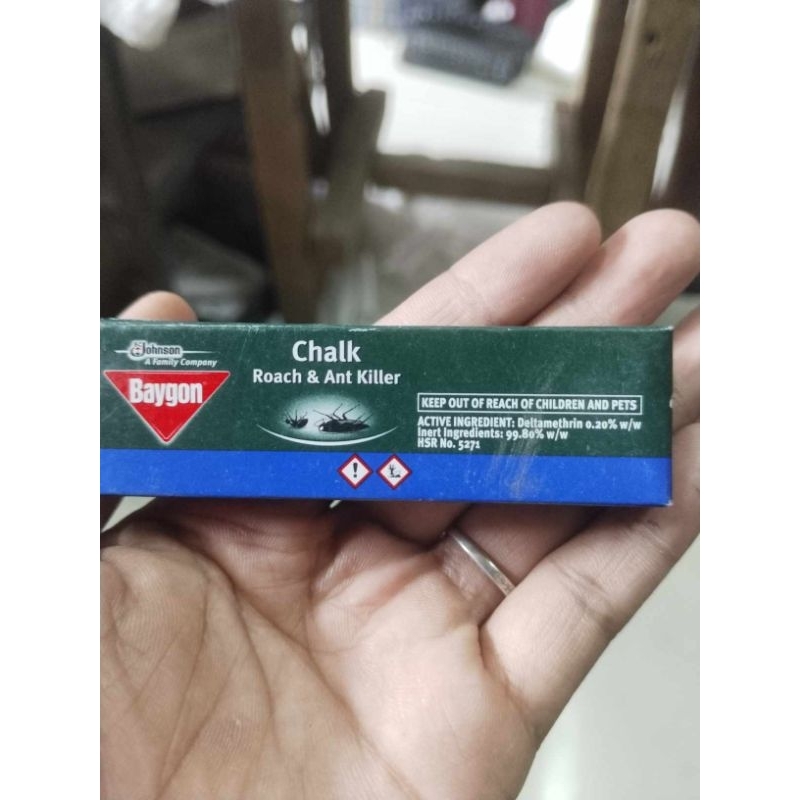 Johnson
A Family Company
Baygon
Chalk
Roach & Ant Killer
KEEP OUT OF REACH OF CHILDREN AND PETS
ACTIVE INGREDIENT: Deltamethrin 0.20% w/w
Inert Ingredients: 99.80% w/w
HSR No. 5271